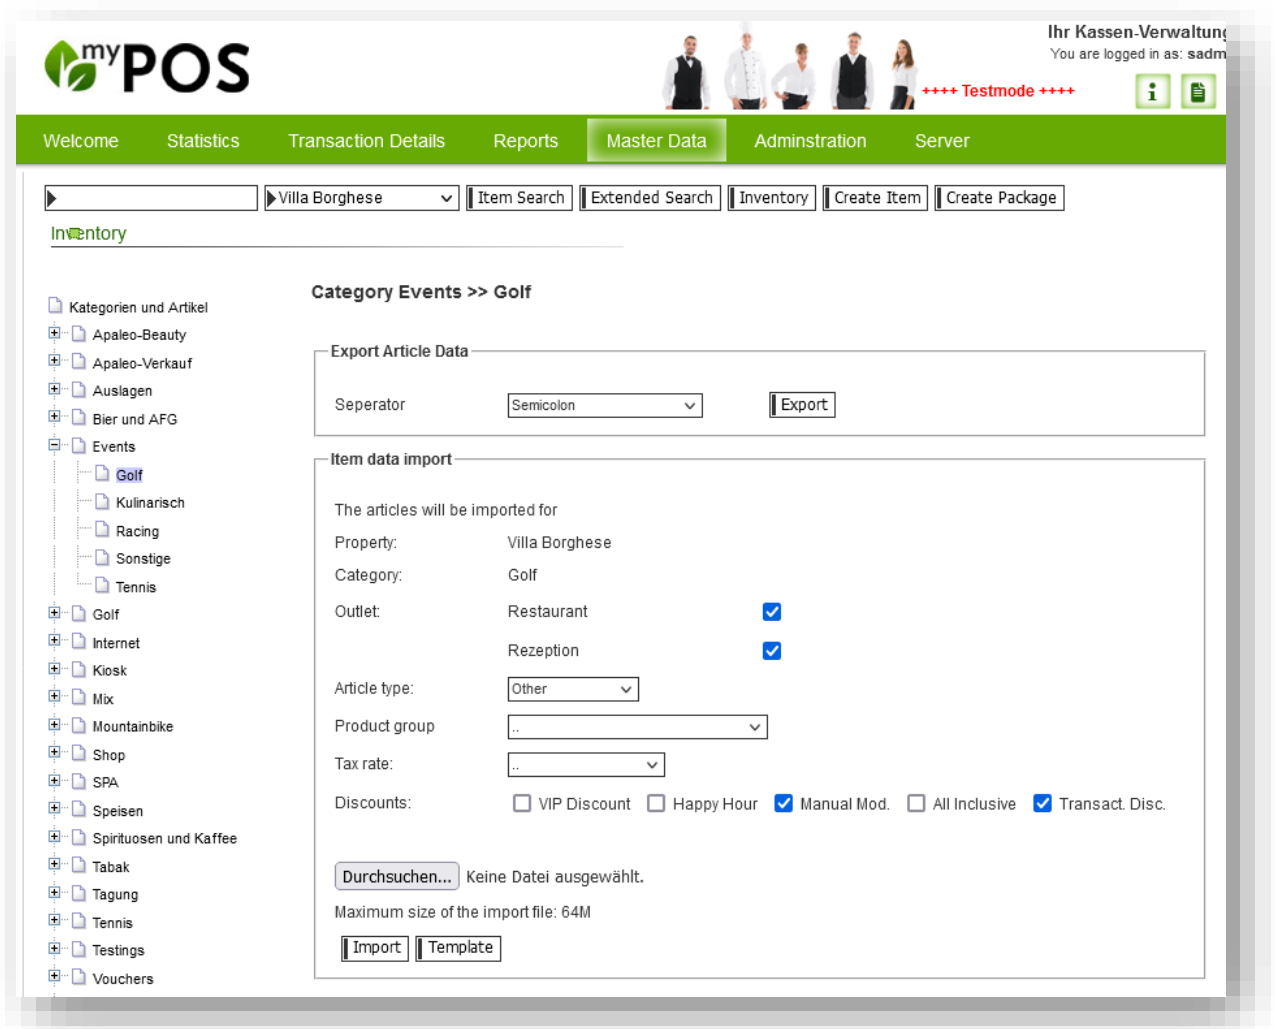 myPOS
Ihr Kassen-Verwaltung
You are logged in as: sadm
++++ Testmode ++++
Welcome Statistics Transaction Details Reports Master Data Adminstration Server
Villa Borghese Item Search Extended Search Inventory Create Item Create Package
Inventory
Kategorien und Artikel
Apaleo-Beauty
Apaleo-Verkauf
Auslagen
Bier und AFG
Events
Golf
Kulinarisch
Racing
Sonstige
Tennis
Golf
Internet
Kiosk
Mix
Mountainbike
Shop
SPA
Speisen
Spirituosen und Kaffee
Tabak
Tagung
Tennis
Testings
Vouchers
Category Events >> Golf
Export Article Data
Seperator Semicolon Export
Item data import
The articles will be imported for
Property: Villa Borghese
Category: Golf
Outlet: Restaurant
Rezeption
Article type: Other
Product group ..
Tax rate: ..
Discounts: VIP Discount Happy Hour Manual Mod. All Inclusive Transact. Disc.
Durchsuchen... Keine Datei ausgewählt.
Maximum size of the import file: 64M
Import Template